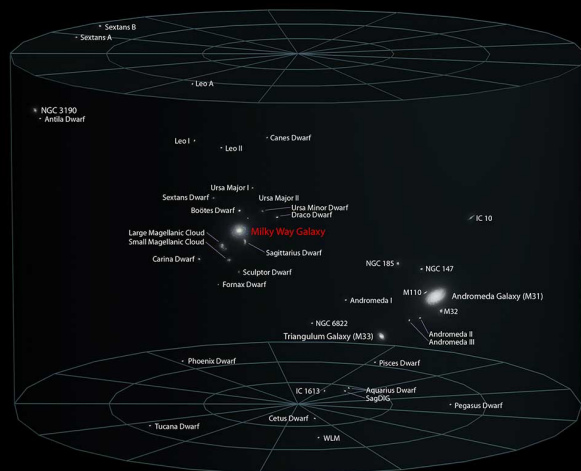 Sextans B
Sextans A
Leo A
NGC 3190
Antila Dwarf
Leo I
Canes Dwarf
Leo II
Ursa Major I
Sextans Dwarf
Ursa Major II
Boötes Dwarf
Ursa Minor Dwarf
Draco Dwarf
IC 10
Large Magellanic Cloud
Milky Way Galaxy
Small Magellanic Cloud
Sagittarius Dwarf
Carina Dwarf
NGC 185
NGC 147
Sculptor Dwarf
Fornax Dwarf
M110
Andromeda Galaxy (M31)
Andromeda I
M32
NGC 6822
Triangulum Galaxy (M33)
Andromeda II
Andromeda III
Phoenix Dwarf
Pisces Dwarf
IC 1613
Aquarius Dwarf
SagDIG
Pegasus Dwarf
Cetus Dwarf
Tucana Dwarf
WLM